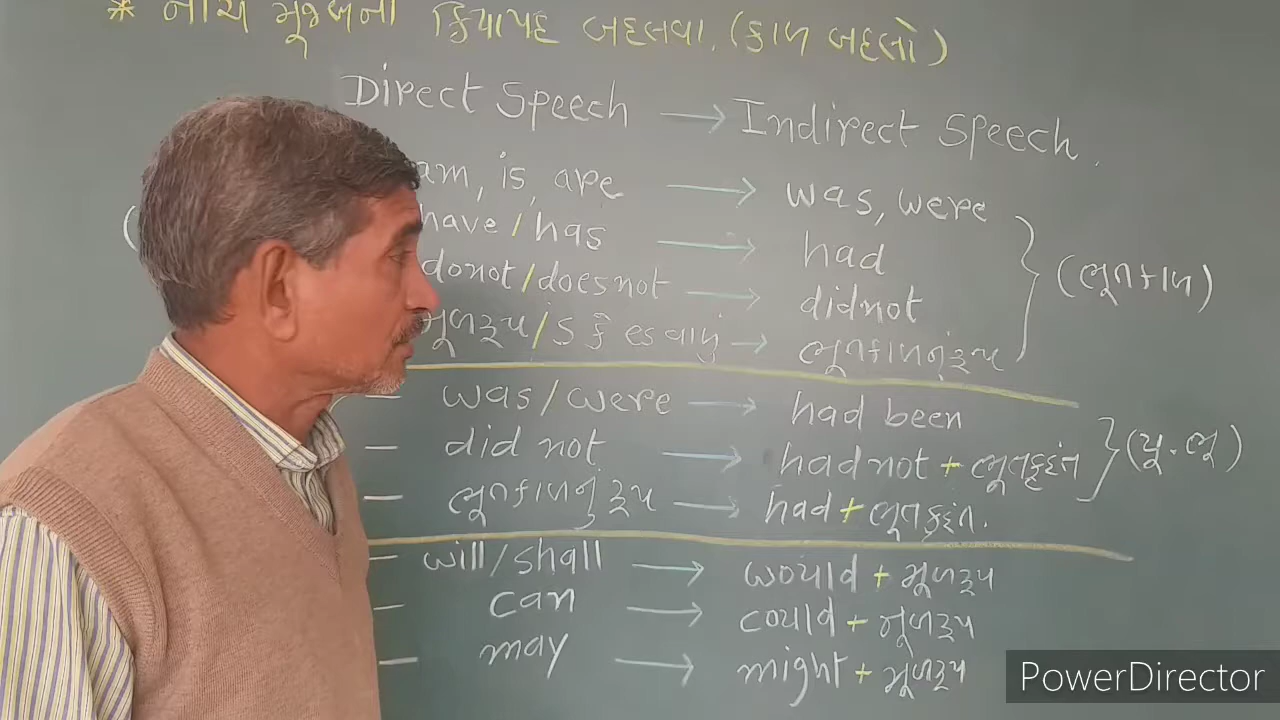 * નીચે મૂજબના ક્રિયાપદ બદલવા. (કાળ બદલો)
Direct Speech → Indirect Speech.
am, is, are → was, were
have/has → had
donot/doesnot → didnot
મૂળરૂપ/s કે es વાળું → ભૂતકાળનું રૂપ
} (ભૂતકાળ)
— was/were → had been
— did not → hadnot + ભૂતકૃદંત
— ભૂતકાળનું રૂપ → had + ભૂતકૃદંત.
} (પૂ. ભૂ)
— will/shall → would + મૂળરૂપ
— can → could + મૂળરૂપ
— may → might + મૂળરૂપ
PowerDirector